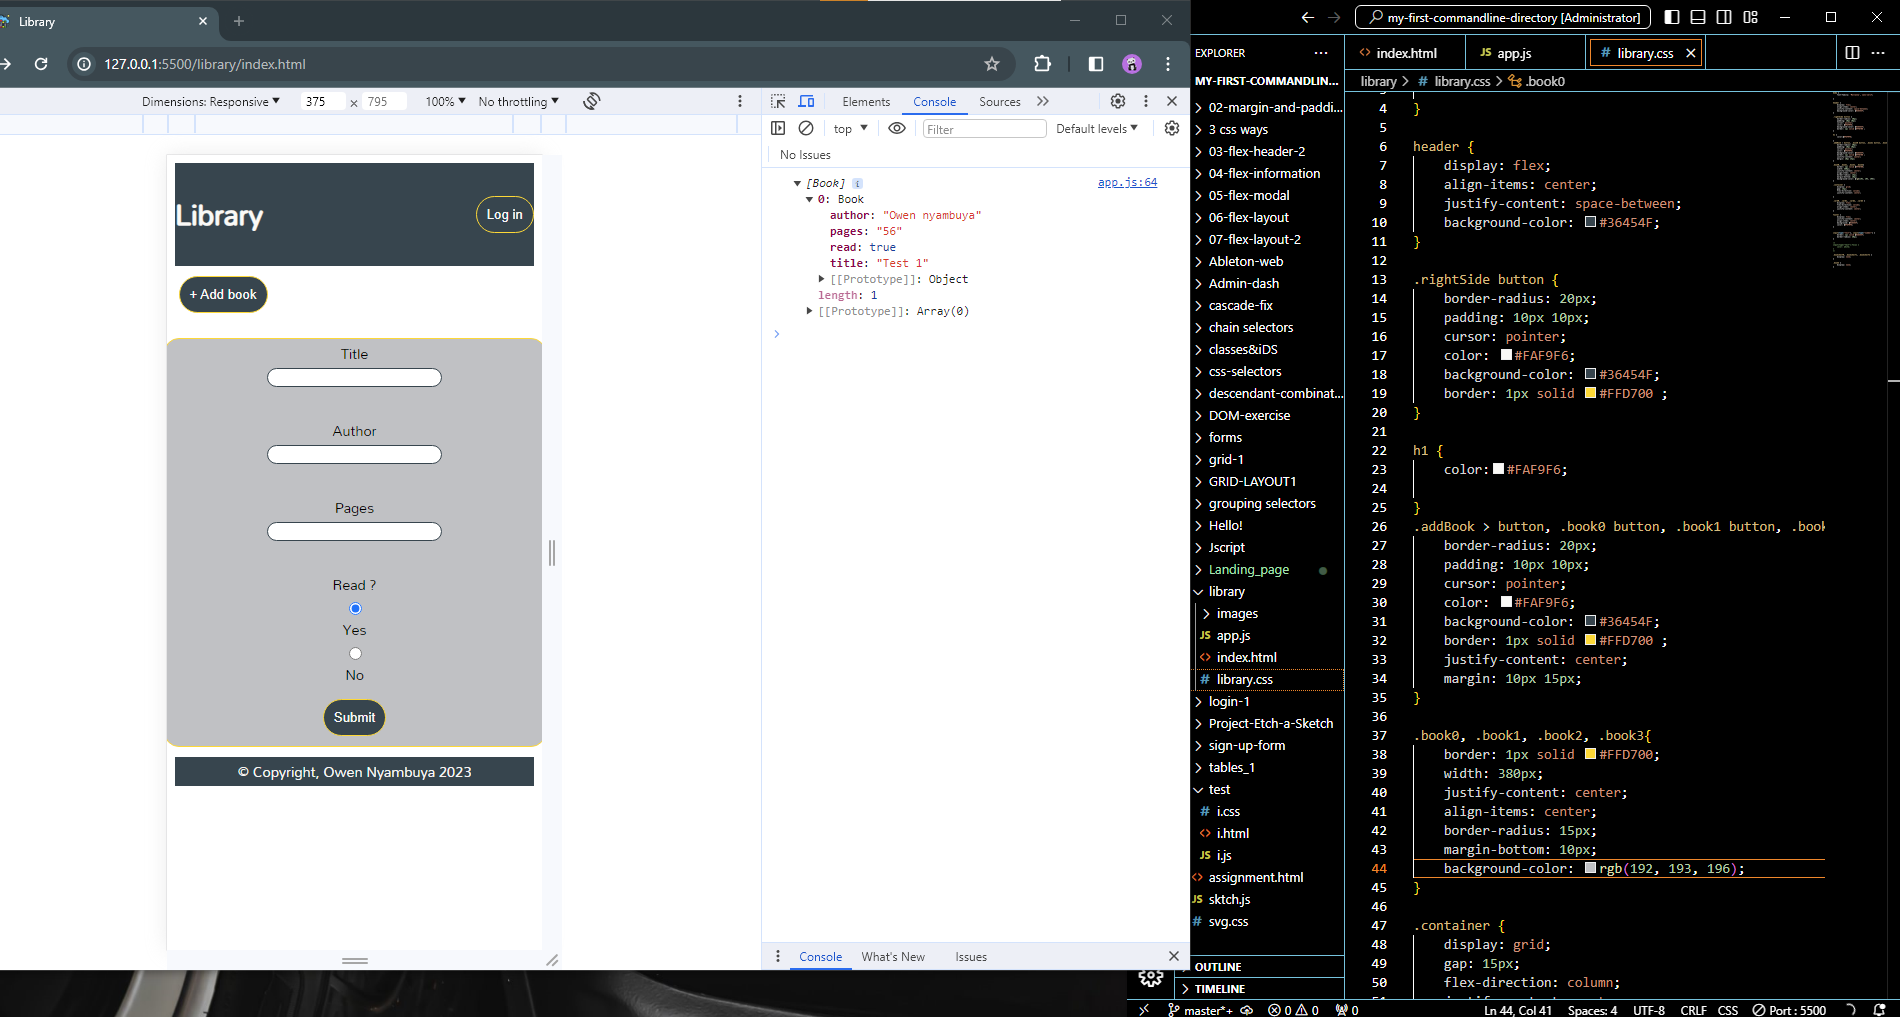 Library
127.0.0.1:5500/library/index.html
Dimensions: Responsive 375 × 795 100% No throttling
Library
Log in
+ Add book
Title
Author
Pages
Read ?
Yes
No
Submit
© Copyright, Owen Nyambuya 2023
Elements Console Sources
top Filter Default levels
No Issues
[Book] i app.js:64
0: Book
author: "Owen nyambuya"
pages: "56"
read: true
title: "Test 1"
[[Prototype]]: Object
length: 1
[[Prototype]]: Array(0)
Console What's New Issues
my-first-commandline-directory [Administrator]
EXPLORER
MY-FIRST-COMMANDLIN...
02-margin-and-paddi...
3 css ways
03-flex-header-2
04-flex-information
05-flex-modal
06-flex-layout
07-flex-layout-2
Ableton-web
Admin-dash
cascade-fix
chain selectors
classes&iDS
css-selectors
descendant-combinat...
DOM-exercise
forms
grid-1
GRID-LAYOUT1
grouping selectors
Hello!
Jscript
Landing_page
library
images
JS app.js
<> index.html
# library.css
login-1
Project-Etch-a-Sketch
sign-up-form
tables_1
test
# i.css
<> i.html
JS i.js
<> assignment.html
JS sktch.js
# svg.css
OUTLINE
TIMELINE
<> index.html JS app.js # library.css
library > # library.css > .book0
4 }
5
6 header {
7 display: flex;
8 align-items: center;
9 justify-content: space-between;
10 background-color: #36454F;
11 }
12
13 .rightSide button {
14 border-radius: 20px;
15 padding: 10px 10px;
16 cursor: pointer;
17 color: #FAF9F6;
18 background-color: #36454F;
19 border: 1px solid #FFD700 ;
20 }
21
22 h1 {
23 color: #FAF9F6;
24
25 }
26 .addBook > button, .book0 button, .book1 button, .book
27 border-radius: 20px;
28 padding: 10px 10px;
29 cursor: pointer;
30 color: #FAF9F6;
31 background-color: #36454F;
32 border: 1px solid #FFD700 ;
33 justify-content: center;
34 margin: 10px 15px;
35 }
36
37 .book0, .book1, .book2, .book3{
38 border: 1px solid #FFD700;
39 width: 380px;
40 justify-content: center;
41 align-items: center;
42 border-radius: 15px;
43 margin-bottom: 10px;
44 background-color: rgb(192, 193, 196);
45 }
46
47 .container {
48 display: grid;
49 gap: 15px;
50 flex-direction: column;
master*+ 0 0 0 Ln 44, Col 41 Spaces: 4 UTF-8 CRLF CSS Port : 5500